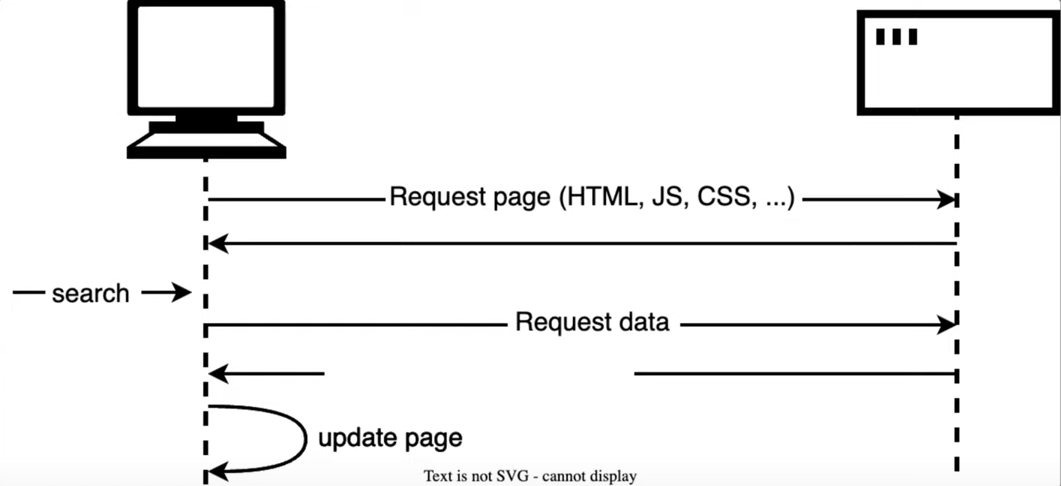 Request page (HTML, JS, CSS, ...)
search
Request data
update page
Text is not SVG - cannot display